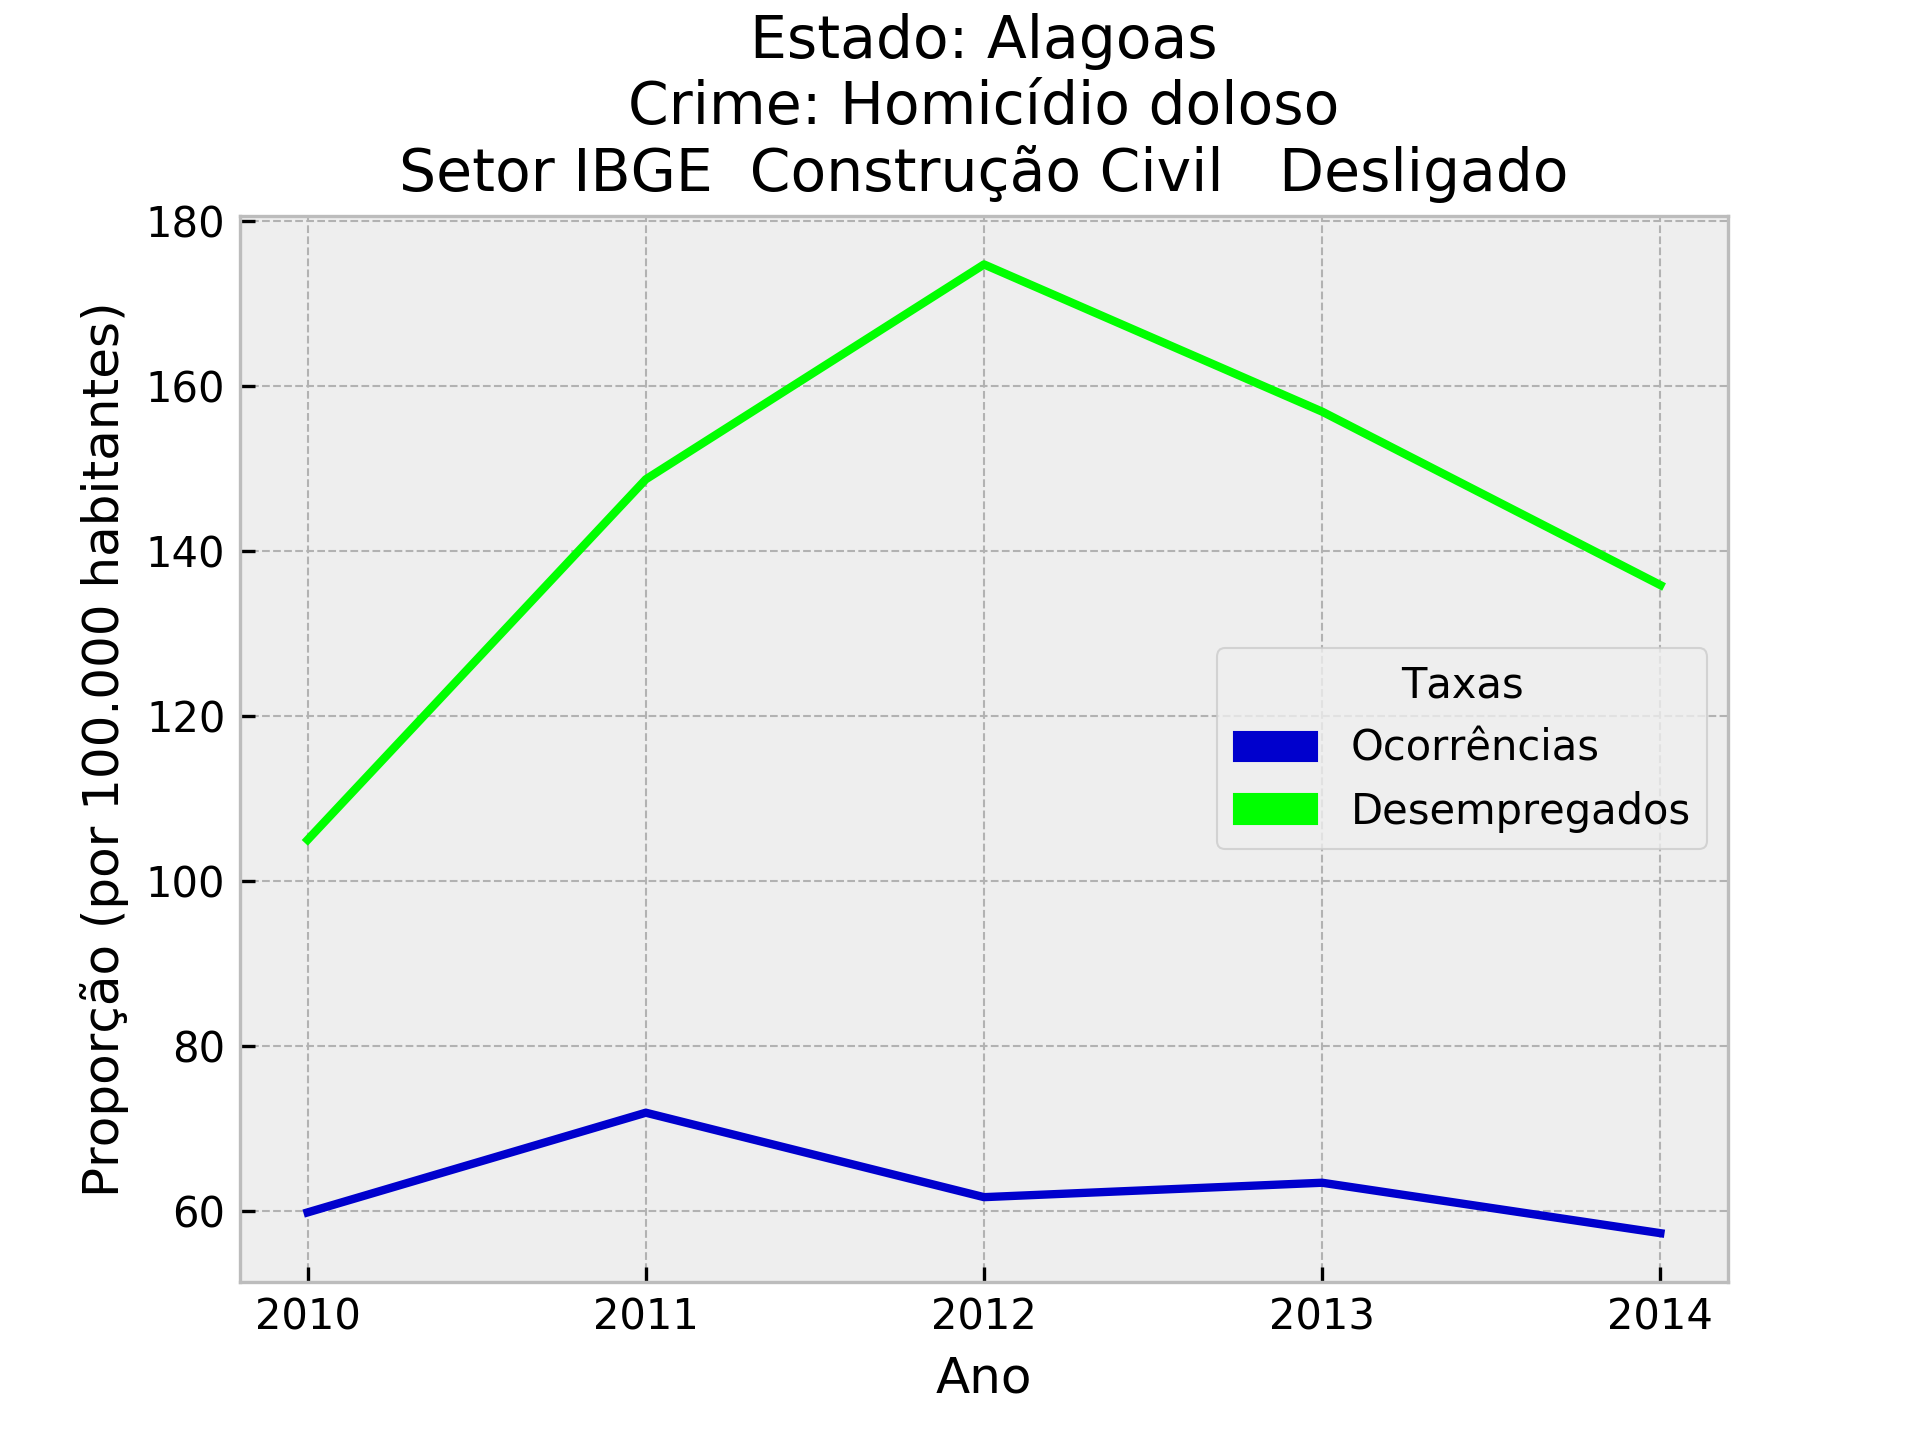 Estado: Alagoas
Crime: Homicídio doloso
Setor IBGE  Construção Civil   Desligado
Proporção (por 100.000 habitantes)
180
160
140
120
100
80
60
Taxas
Ocorrências
Desempregados
2010 2011 2012 2013 2014
Ano